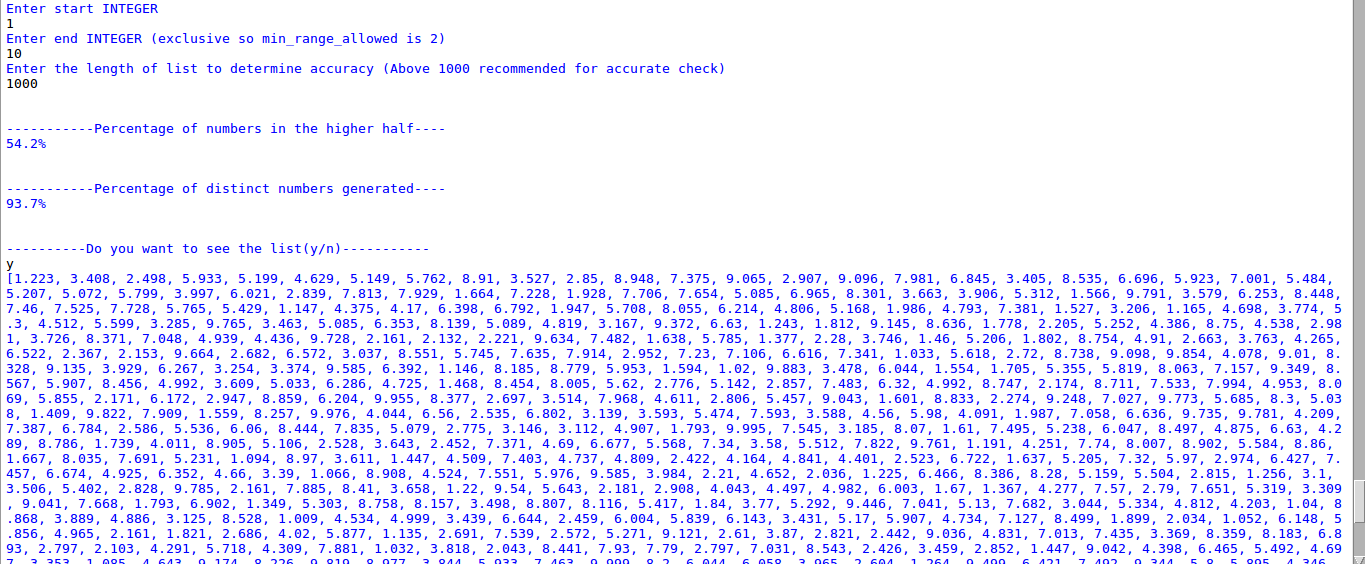 Enter start INTEGER
1
Enter end INTEGER (exclusive so min_range_allowed is 2)
10
Enter the length of list to determine accuracy (Above 1000 recommended for accurate check)
1000
-----------Percentage of numbers in the higher half----
54.2%
-----------Percentage of distinct numbers generated----
93.7%
----------Do you want to see the list(y/n)-----------
y
[1.223, 3.408, 2.498, 5.933, 5.199, 4.629, 5.149, 5.762, 8.91, 3.527, 2.85, 8.948, 7.375, 9.065, 2.907, 9.096, 7.981, 6.845, 3.405, 8.535, 6.696, 5.923, 7.001, 5.484,
5.207, 5.072, 5.799, 3.997, 6.021, 2.839, 7.813, 7.929, 1.664, 7.228, 1.928, 7.706, 7.654, 5.085, 6.965, 8.301, 3.663, 3.906, 5.312, 1.566, 9.791, 3.579, 6.253, 8.448,
7.46, 7.525, 7.728, 5.765, 5.429, 1.147, 4.375, 4.17, 6.398, 6.792, 1.947, 5.708, 8.055, 6.214, 4.806, 5.168, 1.986, 4.793, 7.381, 1.527, 3.206, 1.165, 4.698, 3.774, 5
.3, 4.512, 5.599, 3.285, 9.765, 3.463, 5.085, 6.353, 8.139, 5.089, 4.819, 3.167, 9.372, 6.63, 1.243, 1.812, 9.145, 8.636, 1.778, 2.205, 5.252, 4.386, 8.75, 4.538, 2.98
1, 3.726, 8.371, 7.048, 4.939, 4.436, 9.728, 2.161, 2.132, 2.221, 9.634, 7.482, 1.638, 5.785, 1.377, 2.28, 3.746, 1.46, 5.206, 1.802, 8.754, 4.91, 2.663, 3.763, 4.265,
6.522, 2.367, 2.153, 9.664, 2.682, 6.572, 3.037, 8.551, 5.745, 7.635, 7.914, 2.952, 7.23, 7.106, 6.616, 7.341, 1.033, 5.618, 2.72, 8.738, 9.098, 9.854, 4.078, 9.01, 8.
328, 9.135, 3.929, 6.267, 3.254, 3.374, 9.585, 6.392, 1.146, 8.185, 8.779, 5.953, 1.594, 1.02, 9.883, 3.478, 6.044, 1.554, 1.705, 5.355, 5.819, 8.063, 7.157, 9.349, 8.
567, 5.907, 8.456, 4.992, 3.609, 5.033, 6.286, 4.725, 1.468, 8.454, 8.005, 5.62, 2.776, 5.142, 2.857, 7.483, 6.32, 4.992, 8.747, 2.174, 8.711, 7.533, 7.994, 4.953, 8.0
69, 5.855, 2.171, 6.172, 2.947, 8.859, 6.204, 9.955, 8.377, 2.697, 3.514, 7.968, 4.611, 2.806, 5.457, 9.043, 1.601, 8.833, 2.274, 9.248, 7.027, 9.773, 5.685, 8.3, 5.03
8, 1.409, 9.822, 7.909, 1.559, 8.257, 9.976, 4.044, 6.56, 2.535, 6.802, 3.139, 3.593, 5.474, 7.593, 3.588, 4.56, 5.98, 4.091, 1.987, 7.058, 6.636, 9.735, 9.781, 4.209,
7.387, 6.784, 2.586, 5.536, 6.06, 8.444, 7.835, 5.079, 2.775, 3.146, 3.112, 4.907, 1.793, 9.995, 7.545, 3.185, 8.07, 1.61, 7.495, 5.238, 6.047, 8.497, 4.875, 6.63, 4.2
89, 8.786, 1.739, 4.011, 8.905, 5.106, 2.528, 3.643, 2.452, 7.371, 4.69, 6.677, 5.568, 7.34, 3.58, 5.512, 7.822, 9.761, 1.191, 4.251, 7.74, 8.007, 8.902, 5.584, 8.86,
1.667, 8.035, 7.691, 5.231, 1.094, 8.97, 3.611, 1.447, 4.509, 7.403, 4.737, 4.809, 2.422, 4.164, 4.841, 4.401, 2.523, 6.722, 1.637, 5.205, 7.32, 5.97, 2.974, 6.427, 7.
457, 6.674, 4.925, 6.352, 4.66, 3.39, 1.066, 8.908, 4.524, 7.551, 5.976, 9.585, 3.984, 2.21, 4.652, 2.036, 1.225, 6.466, 8.386, 8.28, 5.159, 5.504, 2.815, 1.256, 3.1,
3.506, 5.402, 2.828, 9.785, 2.161, 7.885, 8.41, 3.658, 1.22, 9.54, 5.643, 2.181, 2.908, 4.043, 4.497, 4.982, 6.003, 1.67, 1.367, 4.277, 7.57, 2.79, 7.651, 5.319, 3.309
, 9.041, 7.668, 1.793, 6.902, 1.349, 5.303, 8.758, 8.157, 3.498, 8.807, 8.116, 5.417, 1.84, 3.77, 5.292, 9.446, 7.041, 5.13, 7.682, 3.044, 5.334, 4.812, 4.203, 1.04, 8
.868, 3.889, 4.886, 3.125, 8.528, 1.009, 4.534, 4.999, 3.439, 6.644, 2.459, 6.004, 5.839, 6.143, 3.431, 5.17, 5.907, 4.734, 7.127, 8.499, 1.899, 2.034, 1.052, 6.148, 5
.856, 4.965, 2.161, 1.821, 2.686, 4.02, 5.877, 1.135, 2.691, 7.539, 2.572, 5.271, 9.121, 2.61, 3.87, 2.821, 2.442, 9.036, 4.831, 7.013, 7.435, 3.369, 8.359, 8.183, 6.8
93, 2.797, 2.103, 4.291, 5.718, 4.309, 7.881, 1.032, 3.818, 2.043, 8.441, 7.93, 7.79, 2.797, 7.031, 8.543, 2.426, 3.459, 2.852, 1.447, 9.042, 4.398, 6.465, 5.492, 4.69